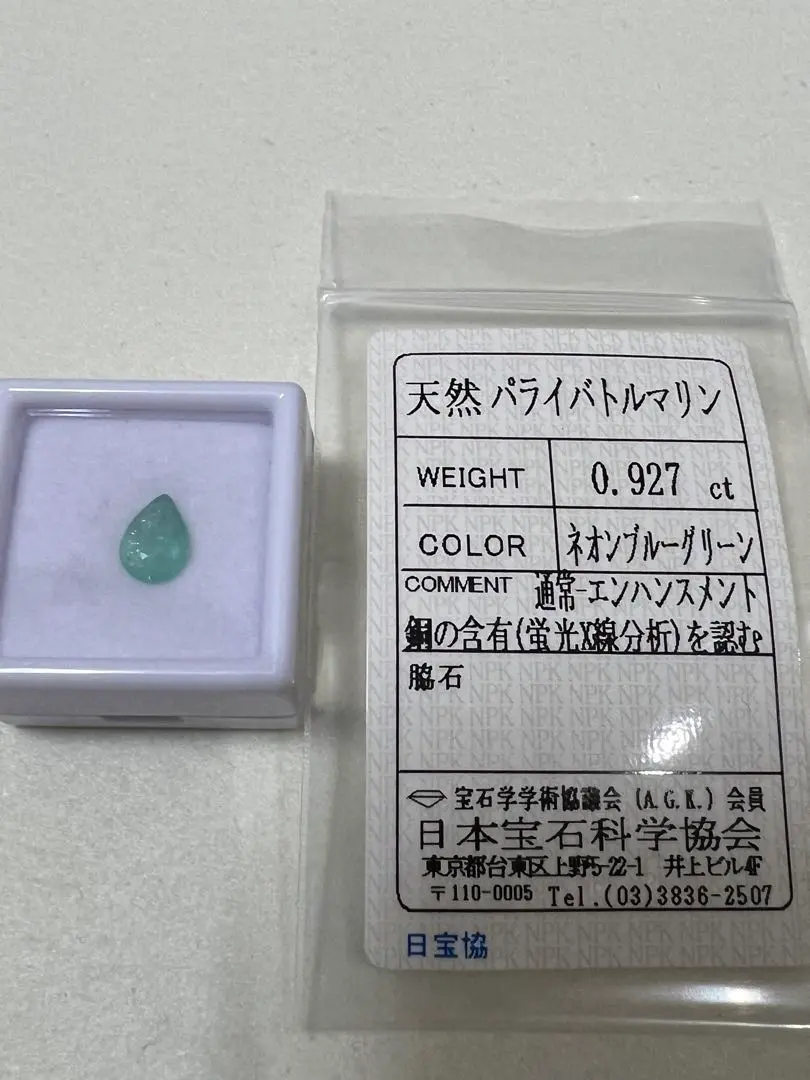 天然 パライバトルマリン
WEIGHT 0.927 ct
COLOR ネオンブルーグリーン
COMMENT 通常-エンハンスメント
銅の含有(蛍光X線分析)を認む。
脇石
宝石学学術協議会 (A.G.K.) 会員
日本宝石科学協会
東京都台東区上野5-22-1 井上ビル4F
〒110-0005 Tel.(03)3836-2507
日宝協